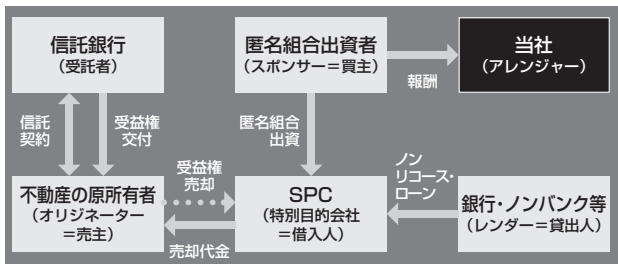 信託銀行
(受託者)
匿名組合出資者
(スポンサー=買主)
当社
(アレンジャー)
報酬
信託
契約
受益権
交付
匿名組合
出資
受益権
売却
ノン
リコース・
ローン
不動産の原所有者
(オリジネーター
=売主)
SPC
(特別目的会社
=借入人)
銀行・ノンバンク等
(レンダー=貸出人)
売却代金